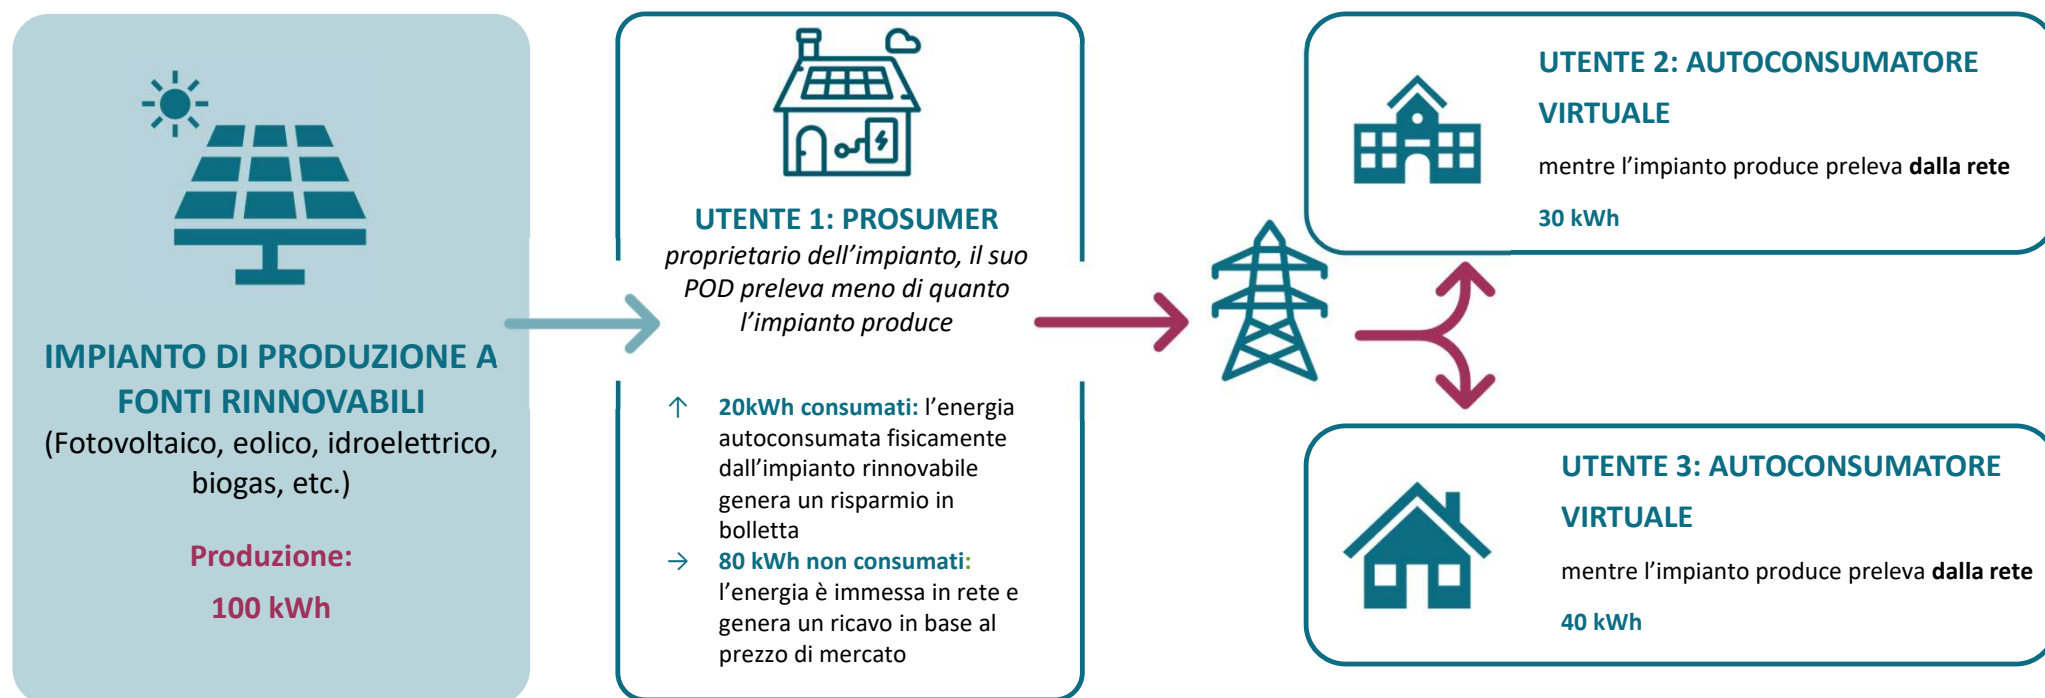 IMPIANTO DI PRODUZIONE A
FONTI RINNOVABILI
(Fotovoltaico, eolico, idroelettrico,
biogas, etc.)
Produzione:
100 kWh
UTENTE 1: PROSUMER
proprietario dell’impianto, il suo
POD preleva meno di quanto
l’impianto produce
↑ 20kWh consumati: l’energia
autoconsumata fisicamente
dall’impianto rinnovabile
genera un risparmio in
bolletta
→ 80 kWh non consumati:
l’energia è immessa in rete e
genera un ricavo in base al
prezzo di mercato
UTENTE 2: AUTOCONSUMATORE
VIRTUALE
mentre l’impianto produce preleva dalla rete
30 kWh
UTENTE 3: AUTOCONSUMATORE
VIRTUALE
mentre l’impianto produce preleva dalla rete
40 kWh